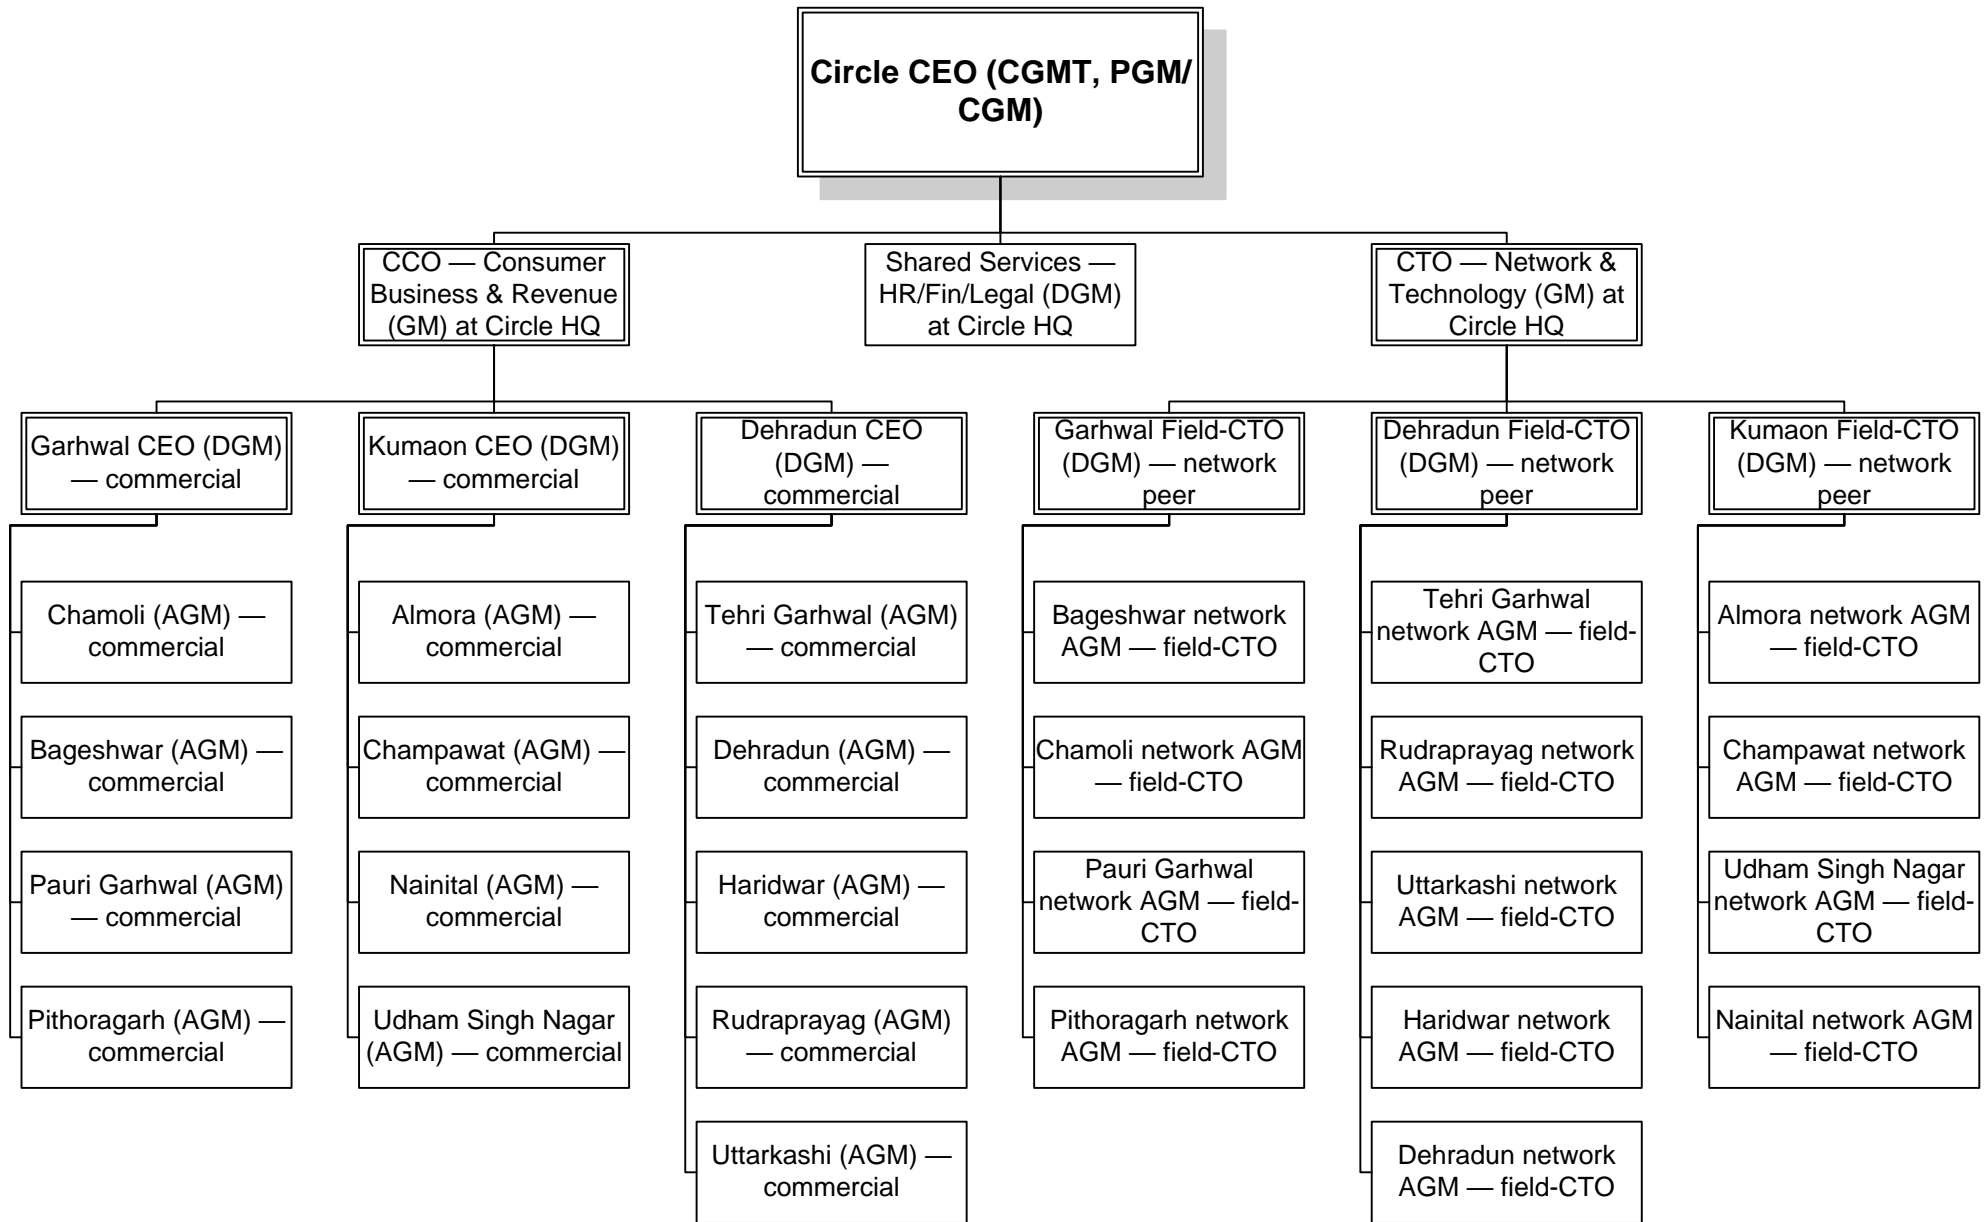 Circle CEO (CGMT, PGM/
CGM)
CCO — Consumer
Business & Revenue
(GM) at Circle HQ
Shared Services —
HR/Fin/Legal (DGM)
at Circle HQ
CTO — Network &
Technology (GM) at
Circle HQ
Garhwal CEO (DGM)
— commercial
Kumaon CEO (DGM)
— commercial
Dehradun CEO
(DGM) —
commercial
Garhwal Field-CTO
(DGM) — network
peer
Dehradun Field-CTO
(DGM) — network
peer
Kumaon Field-CTO
(DGM) — network
peer
Chamoli (AGM) —
commercial
Almora (AGM) —
commercial
Tehri Garhwal (AGM)
— commercial
Bageshwar network
AGM — field-CTO
Tehri Garhwal
network AGM — field-
CTO
Almora network AGM
— field-CTO
Bageshwar (AGM) —
commercial
Champawat (AGM) —
commercial
Dehradun (AGM) —
commercial
Chamoli network AGM
— field-CTO
Rudraprayag network
AGM — field-CTO
Champawat network
AGM — field-CTO
Pauri Garhwal (AGM)
— commercial
Nainital (AGM) —
commercial
Haridwar (AGM) —
commercial
Pauri Garhwal
network AGM — field-
CTO
Uttarkashi network
AGM — field-CTO
Udham Singh Nagar
network AGM — field-
CTO
Pithoragarh (AGM) —
commercial
Udham Singh Nagar
(AGM) — commercial
Rudraprayag (AGM)
— commercial
Pithoragarh network
AGM — field-CTO
Haridwar network
AGM — field-CTO
Nainital network AGM
— field-CTO
Uttarkashi (AGM) —
commercial
Dehradun network
AGM — field-CTO